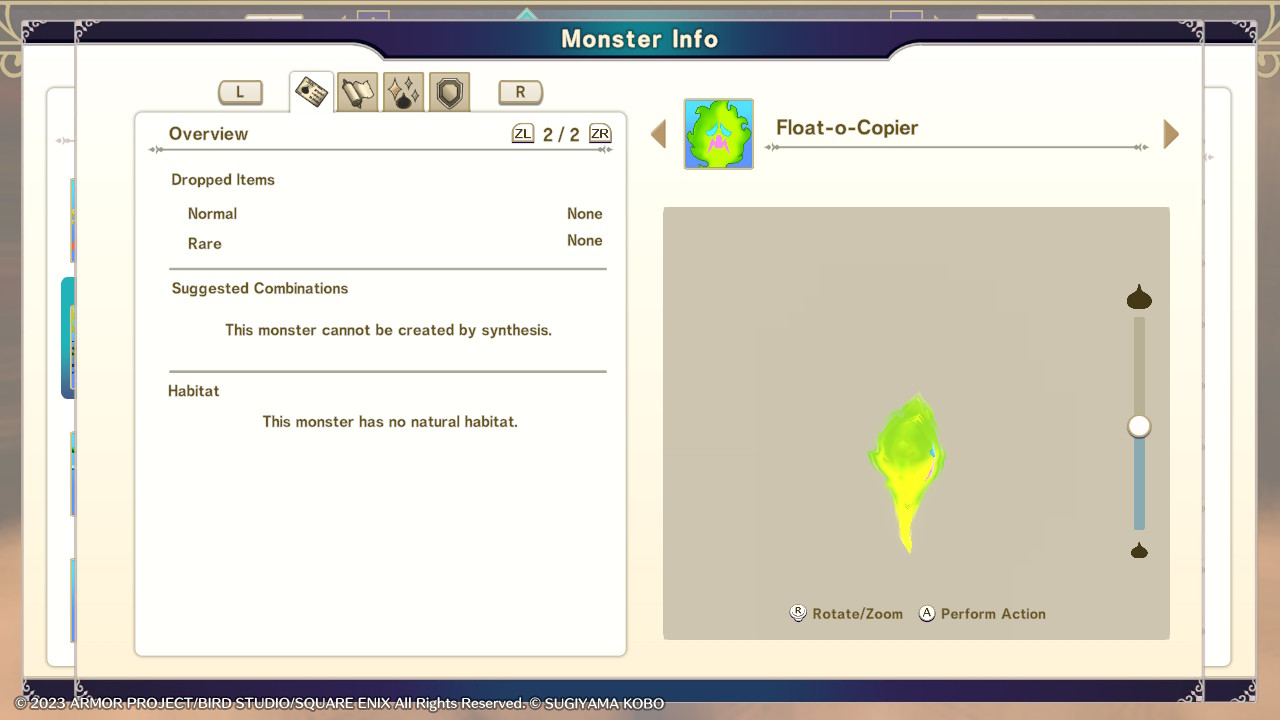 Monster Info
L
R
Overview
ZL 2 / 2 ZR
Dropped Items
Normal None
Rare None
Suggested Combinations
This monster cannot be created by synthesis.
Habitat
This monster has no natural habitat.
Float-o-Copier
R Rotate/Zoom A Perform Action
© 2023 ARMOR PROJECT/BIRD STUDIO/SQUARE ENIX All Rights Reserved. © SUGIYAMA KOBO